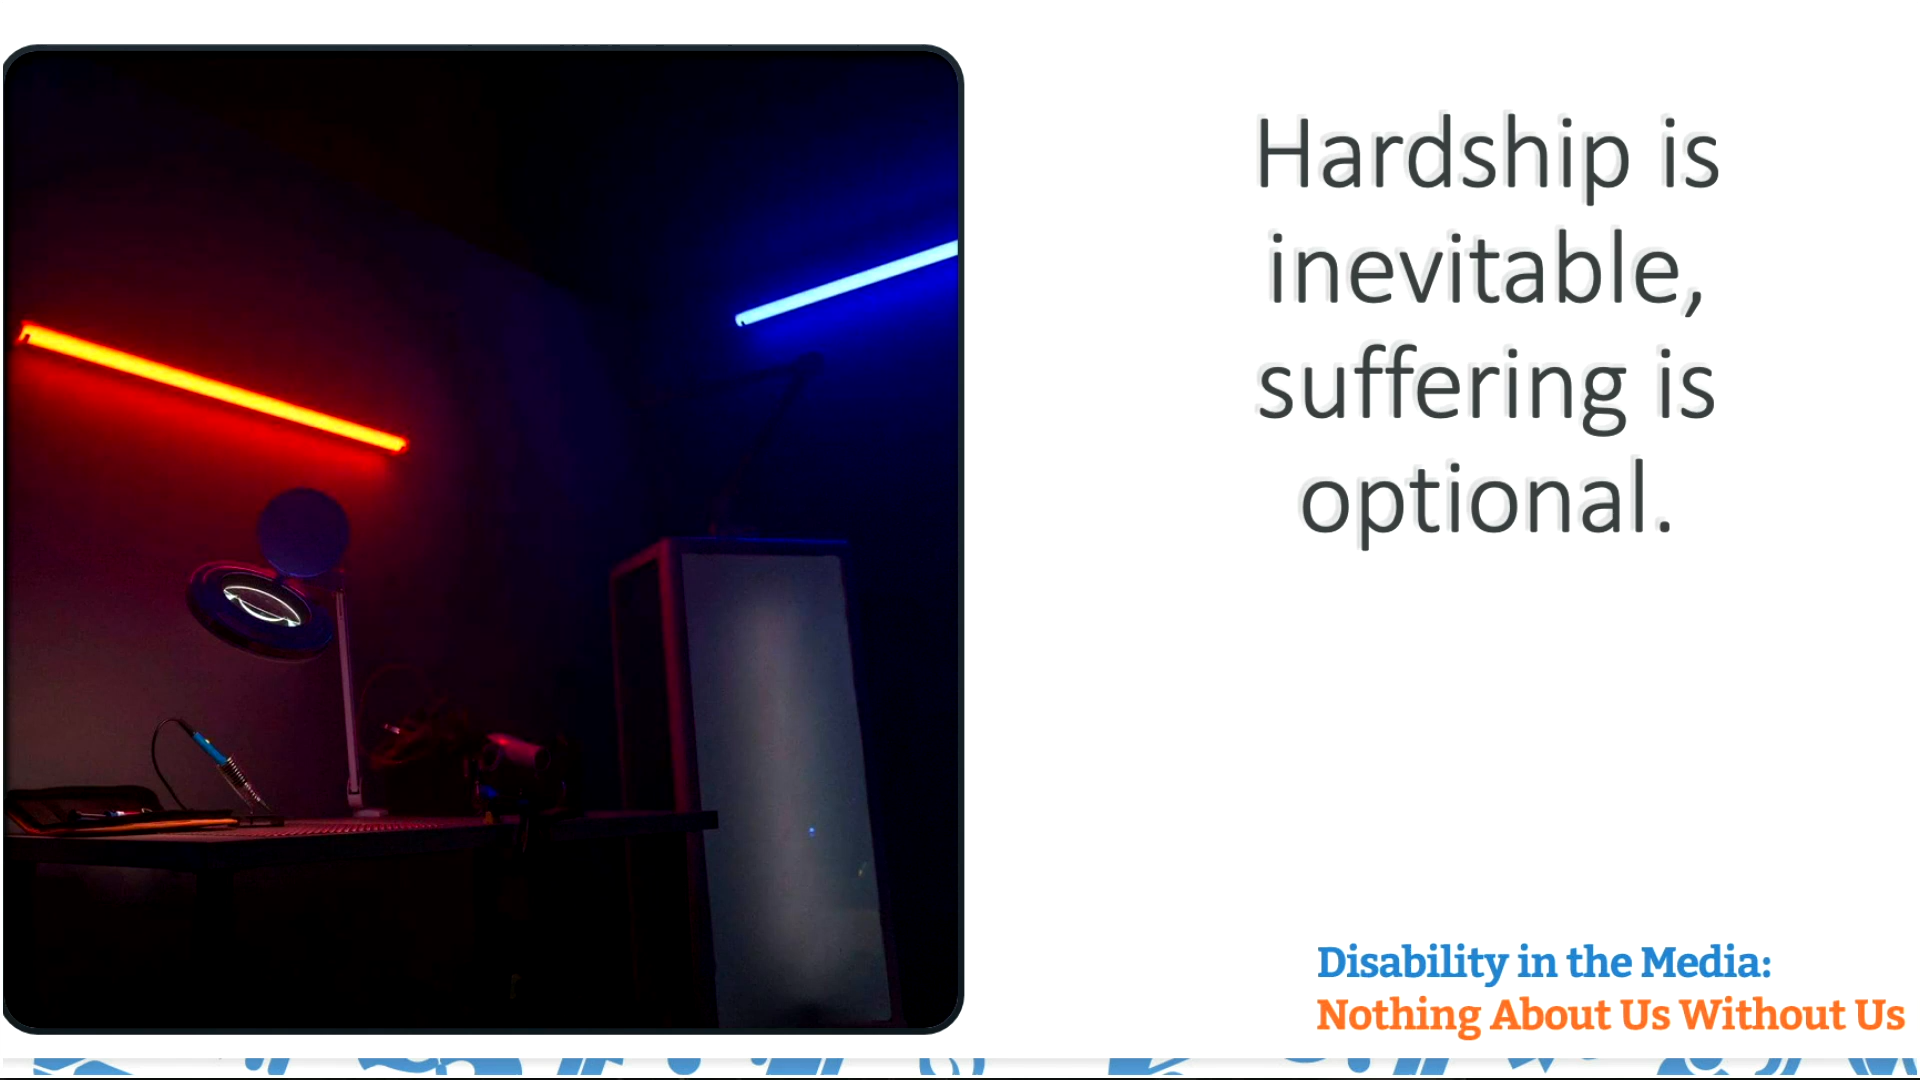 Hardship is
inevitable,
suffering is
optional.
Disability in the Media:
Nothing About Us Without Us